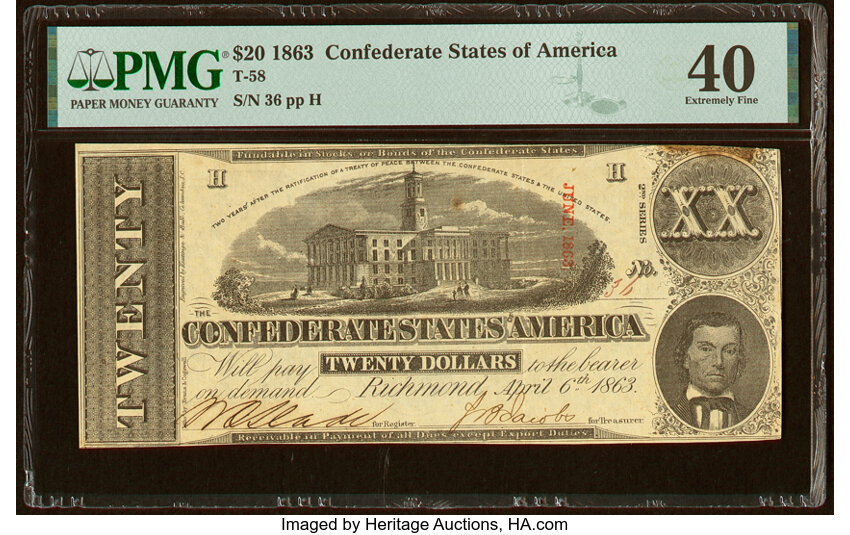 PMG®
PAPER MONEY GUARANTY
$20 1863 Confederate States of America
T-58
S/N 36 pp H
40
Extremely Fine
Fundable in Stocks or Bonds of the Confederate States
TWENTY
H
TWO YEARS AFTER THE RATIFICATION OF A TREATY OF PEACE BETWEEN THE CONFEDERATE STATES & THE UNITED STATES.
JUNE, 1863
H
2ND SERIES
XX
No. 36
THE
CONFEDERATE STATES AMERICA
Will pay TWENTY DOLLARS to the bearer
on demand Richmond, April 6th 1863.
for Register
for Treasurer
Receivable in Payment of all Dues except Export Duties
Imaged by Heritage Auctions, HA.com